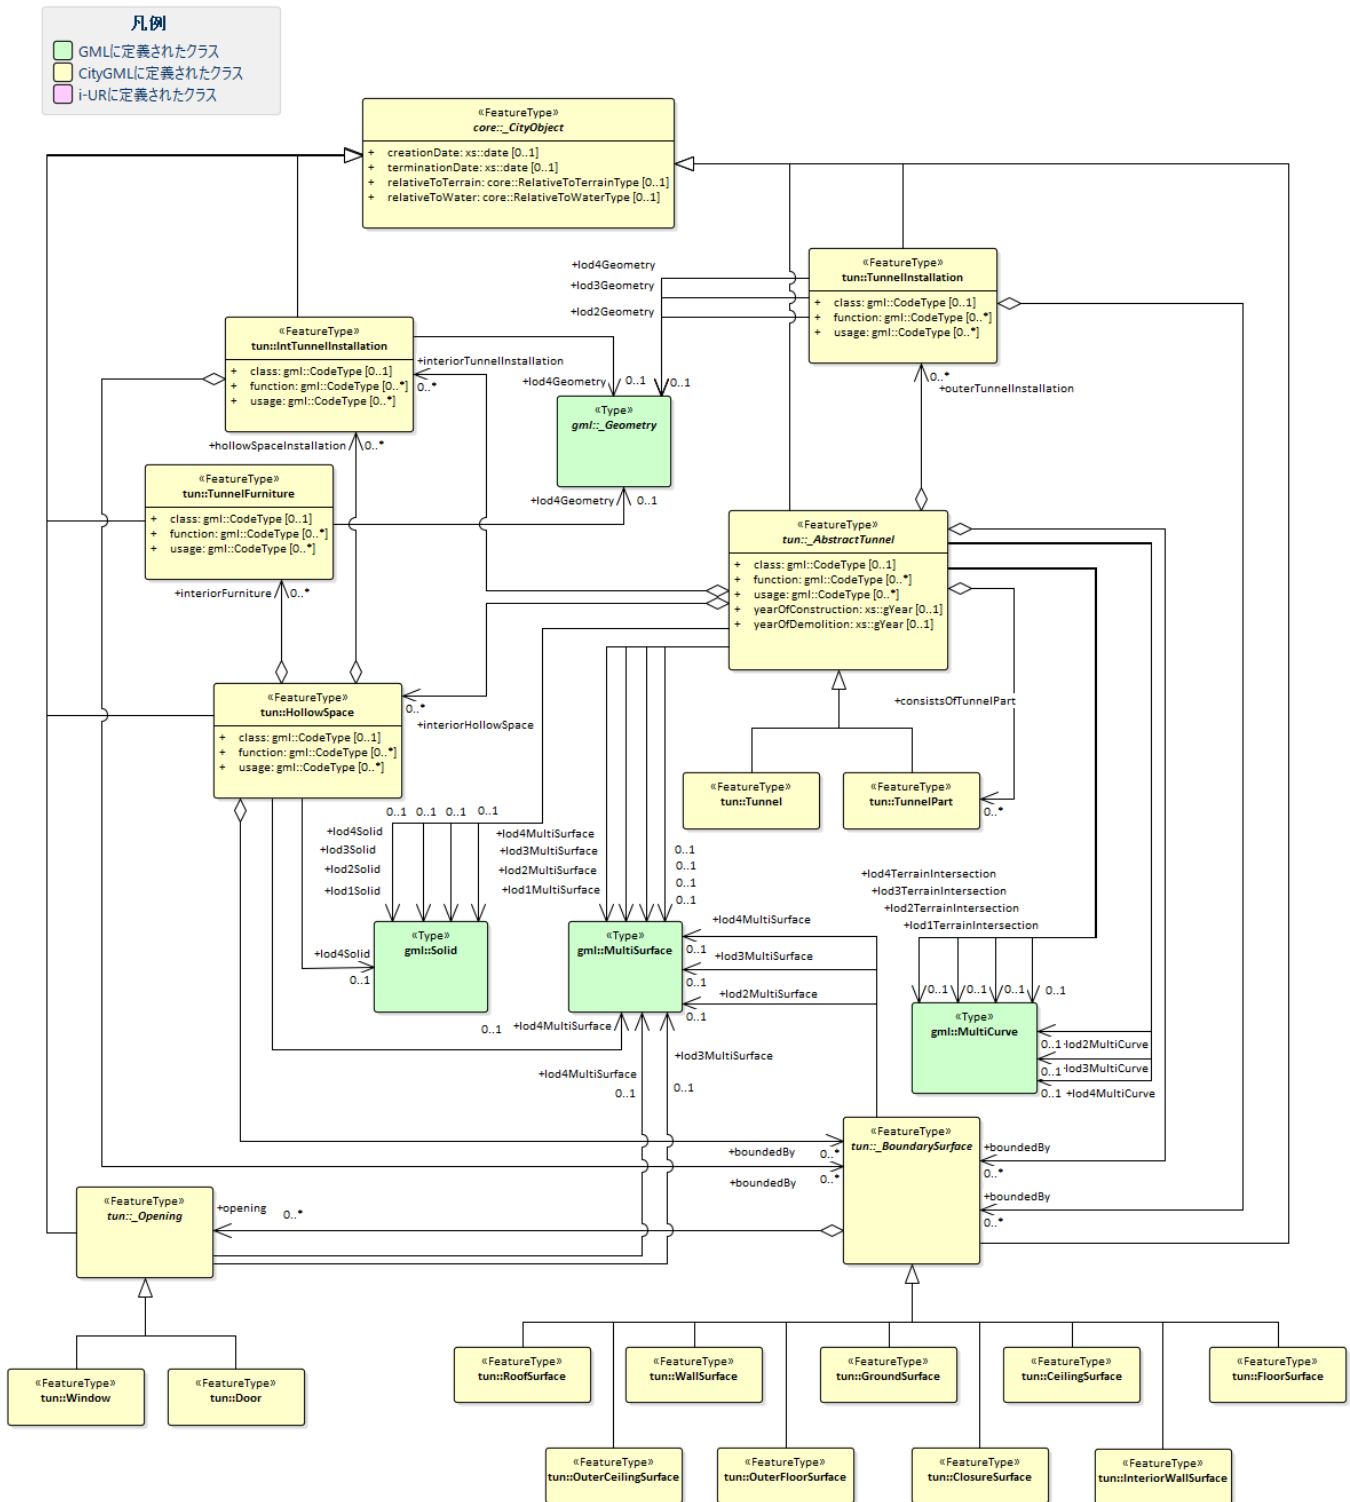 凡例
GMLに定義されたクラス
CityGMLに定義されたクラス
i-URに定義されたクラス
«FeatureType»
core::_CityObject
+ creationDate: xs::date [0..1]
+ terminationDate: xs::date [0..1]
+ relativeToTerrain: core::RelativeToTerrainType [0..1]
+ relativeToWater: core::RelativeToWaterType [0..1]
«FeatureType»
tun::TunnelInstallation
+ class: gml::CodeType [0..1]
+ function: gml::CodeType [0..*]
+ usage: gml::CodeType [0..*]
+lod4Geometry
+lod3Geometry
+lod2Geometry
0..1
«FeatureType»
tun::IntTunnelInstallation
+ class: gml::CodeType [0..1]
+ function: gml::CodeType [0..*]
+ usage: gml::CodeType [0..*]
+interiorTunnelInstallation
0..*
+lod4Geometry
0..1
0..*
+outerTunnelInstallation
«Type»
gml::_Geometry
+hollowSpaceInstallation
0..*
«FeatureType»
tun::TunnelFurniture
+ class: gml::CodeType [0..1]
+ function: gml::CodeType [0..*]
+ usage: gml::CodeType [0..*]
+lod4Geometry
0..1
«FeatureType»
tun::_AbstractTunnel
+ class: gml::CodeType [0..1]
+ function: gml::CodeType [0..*]
+ usage: gml::CodeType [0..*]
+ yearOfConstruction: xs::gYear [0..1]
+ yearOfDemolition: xs::gYear [0..1]
+interiorFurniture
0..*
«FeatureType»
tun::HollowSpace
+ class: gml::CodeType [0..1]
+ function: gml::CodeType [0..*]
+ usage: gml::CodeType [0..*]
0..*
+interiorHollowSpace
+consistsOfTunnelPart
0..*
«FeatureType»
tun::Tunnel
«FeatureType»
tun::TunnelPart
0..1
0..1
0..1
0..1
+lod4Solid
+lod3Solid
+lod2Solid
+lod1Solid
+lod4MultiSurface
+lod3MultiSurface
+lod2MultiSurface
+lod1MultiSurface
0..1
0..1
0..1
0..1
+lod4TerrainIntersection
+lod3TerrainIntersection
+lod2TerrainIntersection
+lod1TerrainIntersection
0..1
0..1
0..1
0..1
«Type»
gml::Solid
+lod4Solid
0..1
«Type»
gml::MultiSurface
+lod4MultiSurface
0..1
+lod3MultiSurface
0..1
+lod2MultiSurface
0..1
«Type»
gml::MultiCurve
0..1
+lod2MultiCurve
0..1
+lod3MultiCurve
0..1
+lod4MultiCurve
0..1
+lod4MultiSurface
+lod3MultiSurface
0..1
+lod4MultiSurface
0..1
«FeatureType»
tun::_BoundarySurface
+boundedBy
0..*
+boundedBy
0..*
+boundedBy
0..*
+boundedBy
0..*
«FeatureType»
tun::_Opening
+opening
0..*
«FeatureType»
tun::Window
«FeatureType»
tun::Door
«FeatureType»
tun::RoofSurface
«FeatureType»
tun::WallSurface
«FeatureType»
tun::GroundSurface
«FeatureType»
tun::CeilingSurface
«FeatureType»
tun::FloorSurface
«FeatureType»
tun::OuterCeilingSurface
«FeatureType»
tun::OuterFloorSurface
«FeatureType»
tun::ClosureSurface
«FeatureType»
tun::InteriorWallSurface